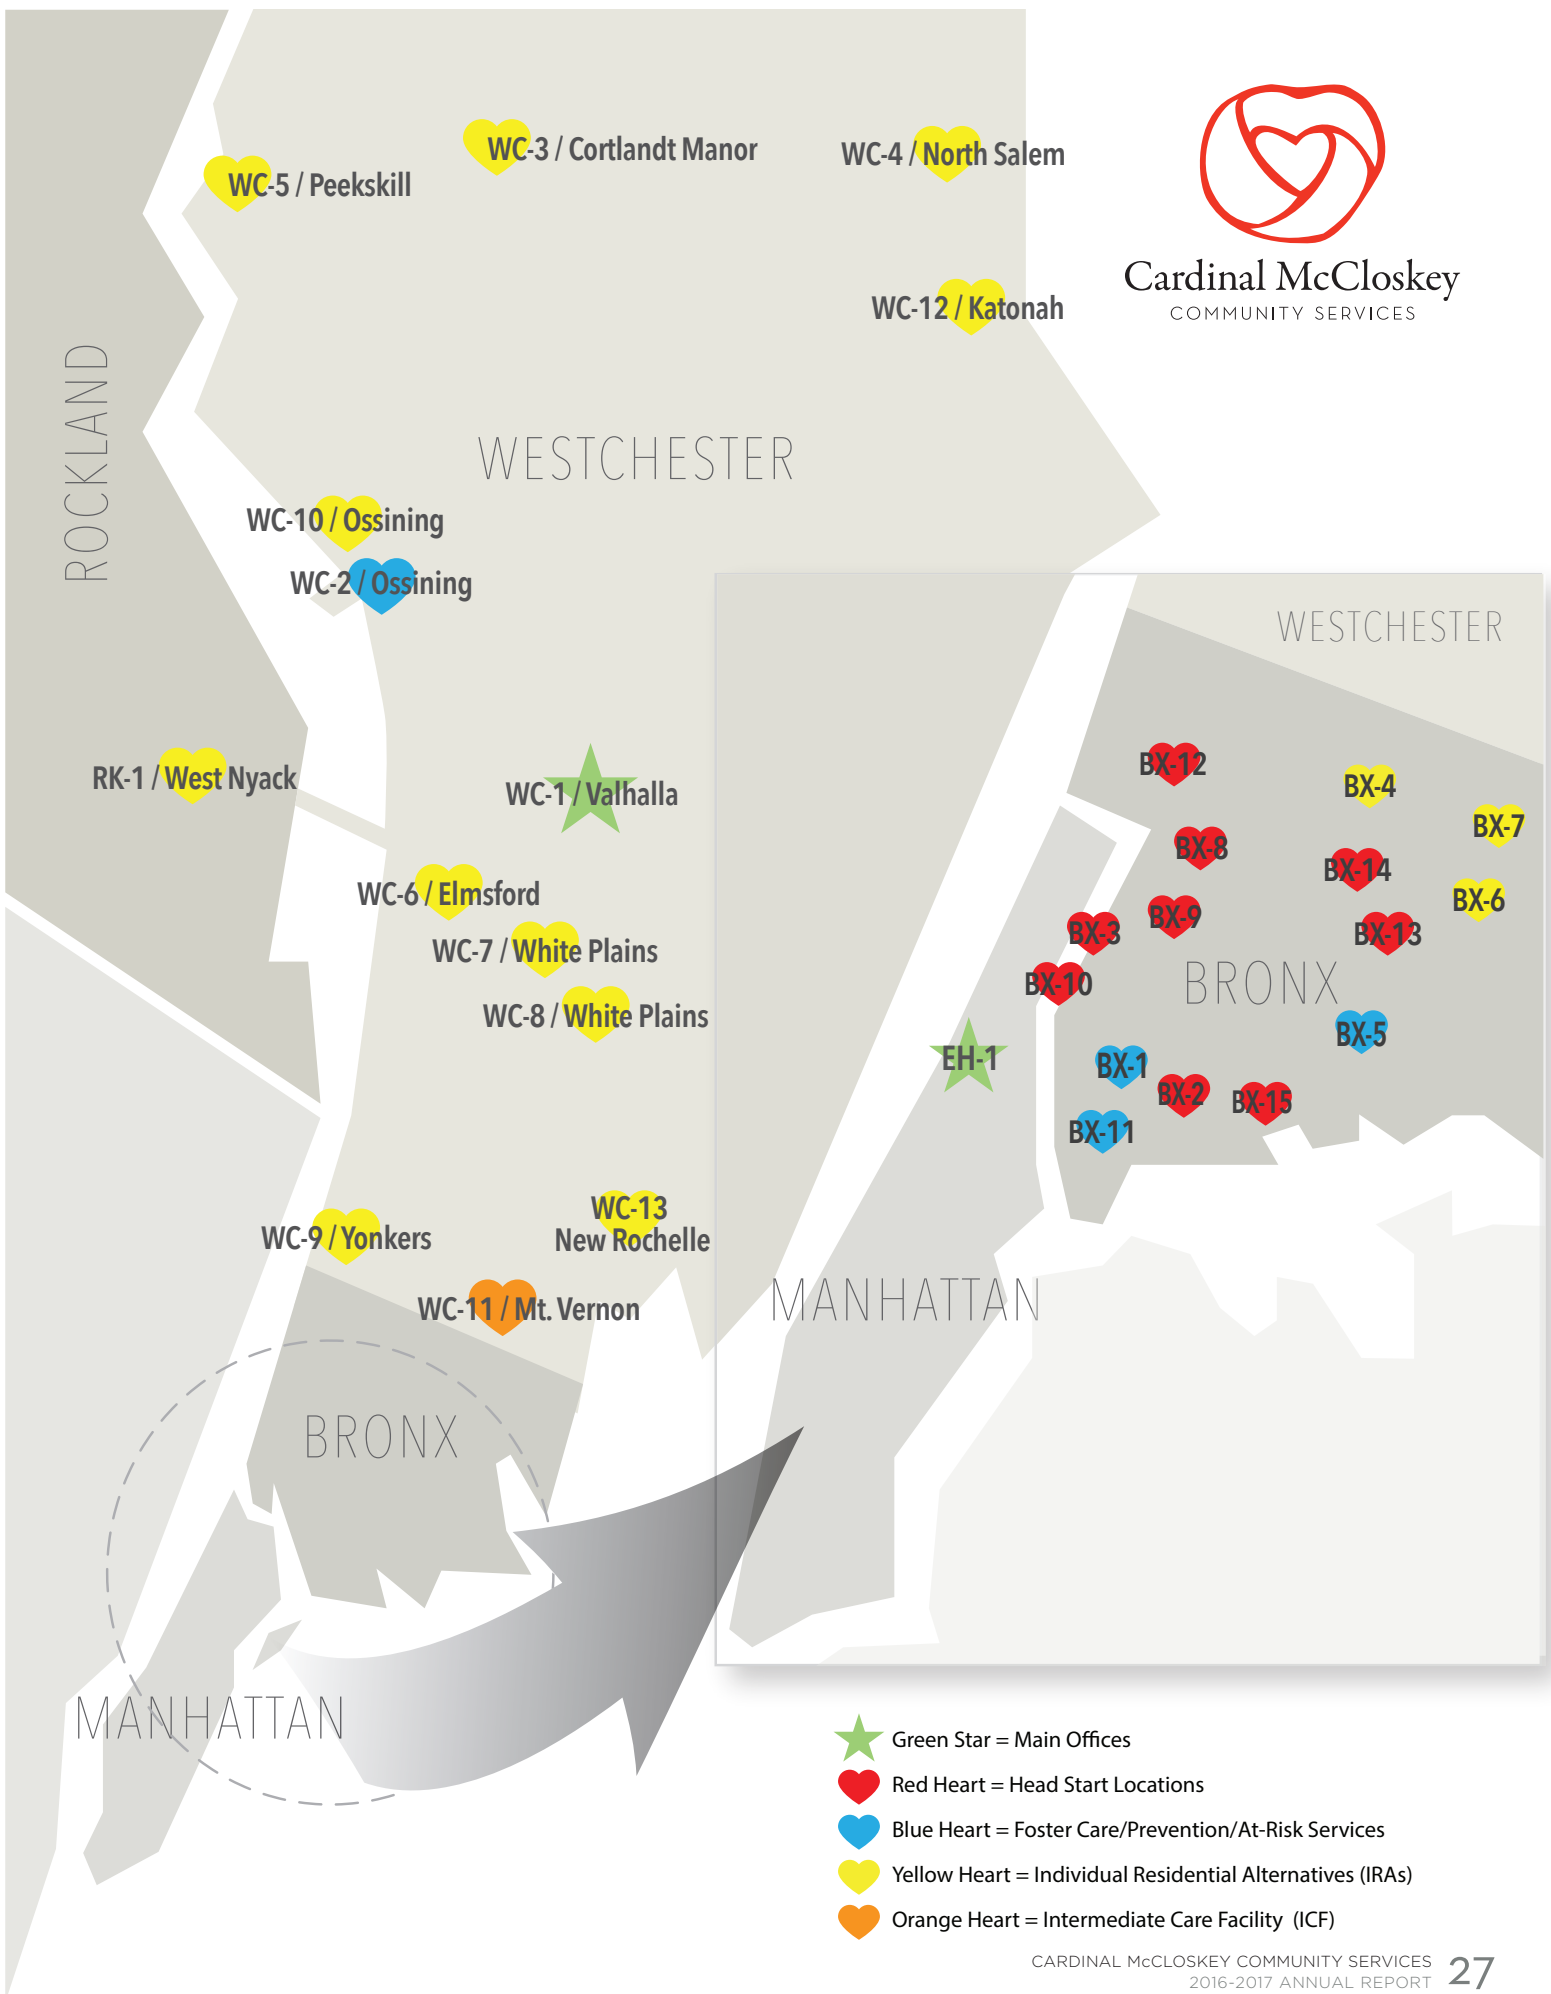 WC-3 / Cortlandt Manor
WC-4 / North Salem
WC-5 / Peekskill
Cardinal McCloskey
COMMUNITY SERVICES
WC-12 / Katonah
ROCKLAND
WESTCHESTER
WC-10 / Ossining
WC-2 / Ossining
WESTCHESTER
RK-1 / West Nyack
WC-1 / Valhalla
BX-12
BX-4
BX-7
BX-8
BX-14
WC-6 / Elmsford
BX-6
BX-9
BX-3
BX-13
WC-7 / White Plains
BX-10
BRONX
WC-8 / White Plains
BX-5
EH-1
BX-1
BX-2
BX-15
BX-11
WC-13
New Rochelle
WC-9 / Yonkers
MANHATTAN
WC-11 / Mt. Vernon
BRONX
MANHATTAN
Green Star = Main Offices
Red Heart = Head Start Locations
Blue Heart = Foster Care/Prevention/At-Risk Services
Yellow Heart = Individual Residential Alternatives (IRAs)
Orange Heart = Intermediate Care Facility (ICF)
CARDINAL McCLOSKEY COMMUNITY SERVICES
2016-2017 ANNUAL REPORT 27